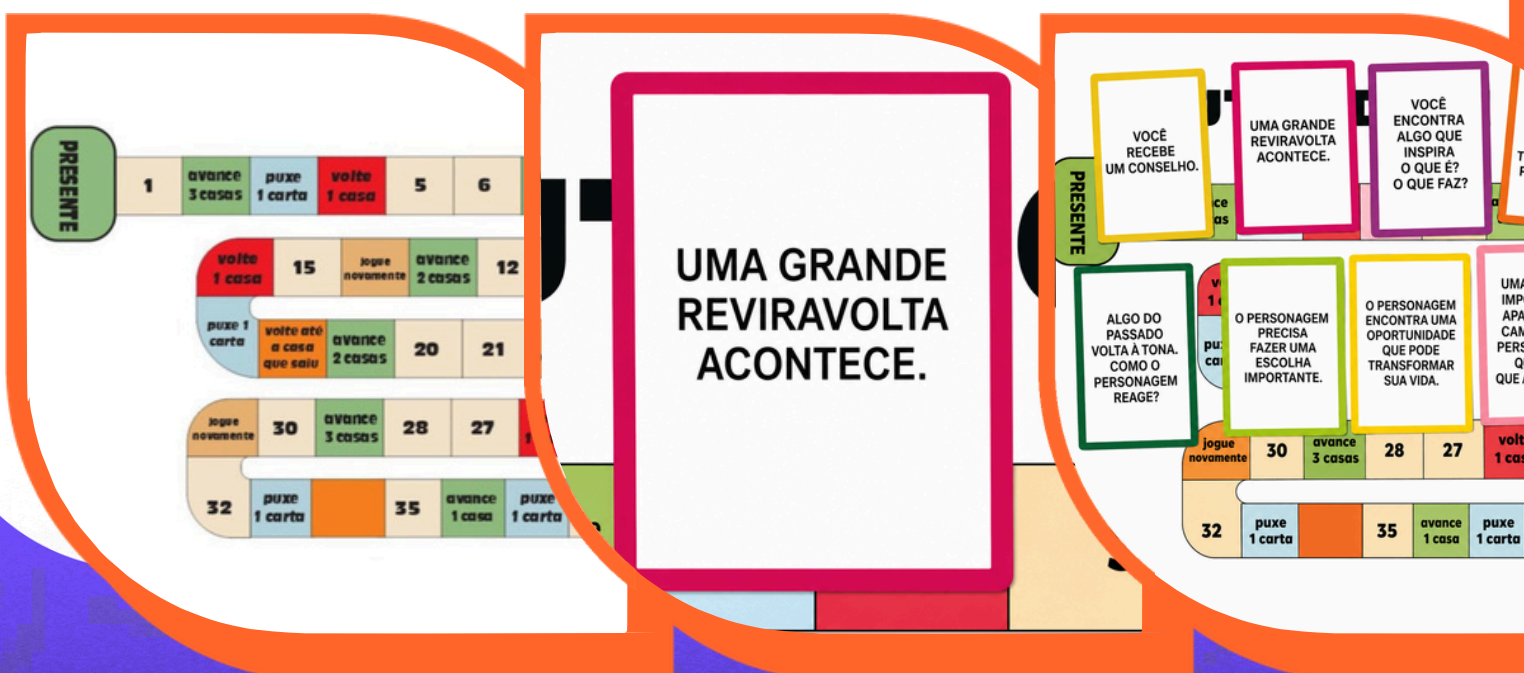 PRESENTE
1
avance
3 casas
puxe
1 carta
volte
1 casa
5
6
volte
1 casa
15
jogue
novamente
avance
2 casas
12
puxe 1
carta
volte até
a casa
que saiu
avance
2 casas
20
21
jogue
novamente
30
avance
3 casas
28
27
32
puxe
1 carta
35
avance
1 casa
puxe
1 carta
UMA GRANDE
REVIRAVOLTA
ACONTECE.
PRESENTE
VOCÊ
RECEBE
UM CONSELHO.
UMA GRANDE
REVIRAVOLTA
ACONTECE.
VOCÊ
ENCONTRA
ALGO QUE
INSPIRA
O QUE É?
O QUE FAZ?
ALGO DO
PASSADO
VOLTA À TONA.
COMO O
PERSONAGEM
REAGE?
O PERSONAGEM
PRECISA
FAZER UMA
ESCOLHA
IMPORTANTE.
O PERSONAGEM
ENCONTRA UMA
OPORTUNIDADE
QUE PODE
TRANSFORMAR
SUA VIDA.
jogue
novamente
30
avance
3 casas
28
27
32
puxe
1 carta
35
avance
1 casa
puxe
1 carta